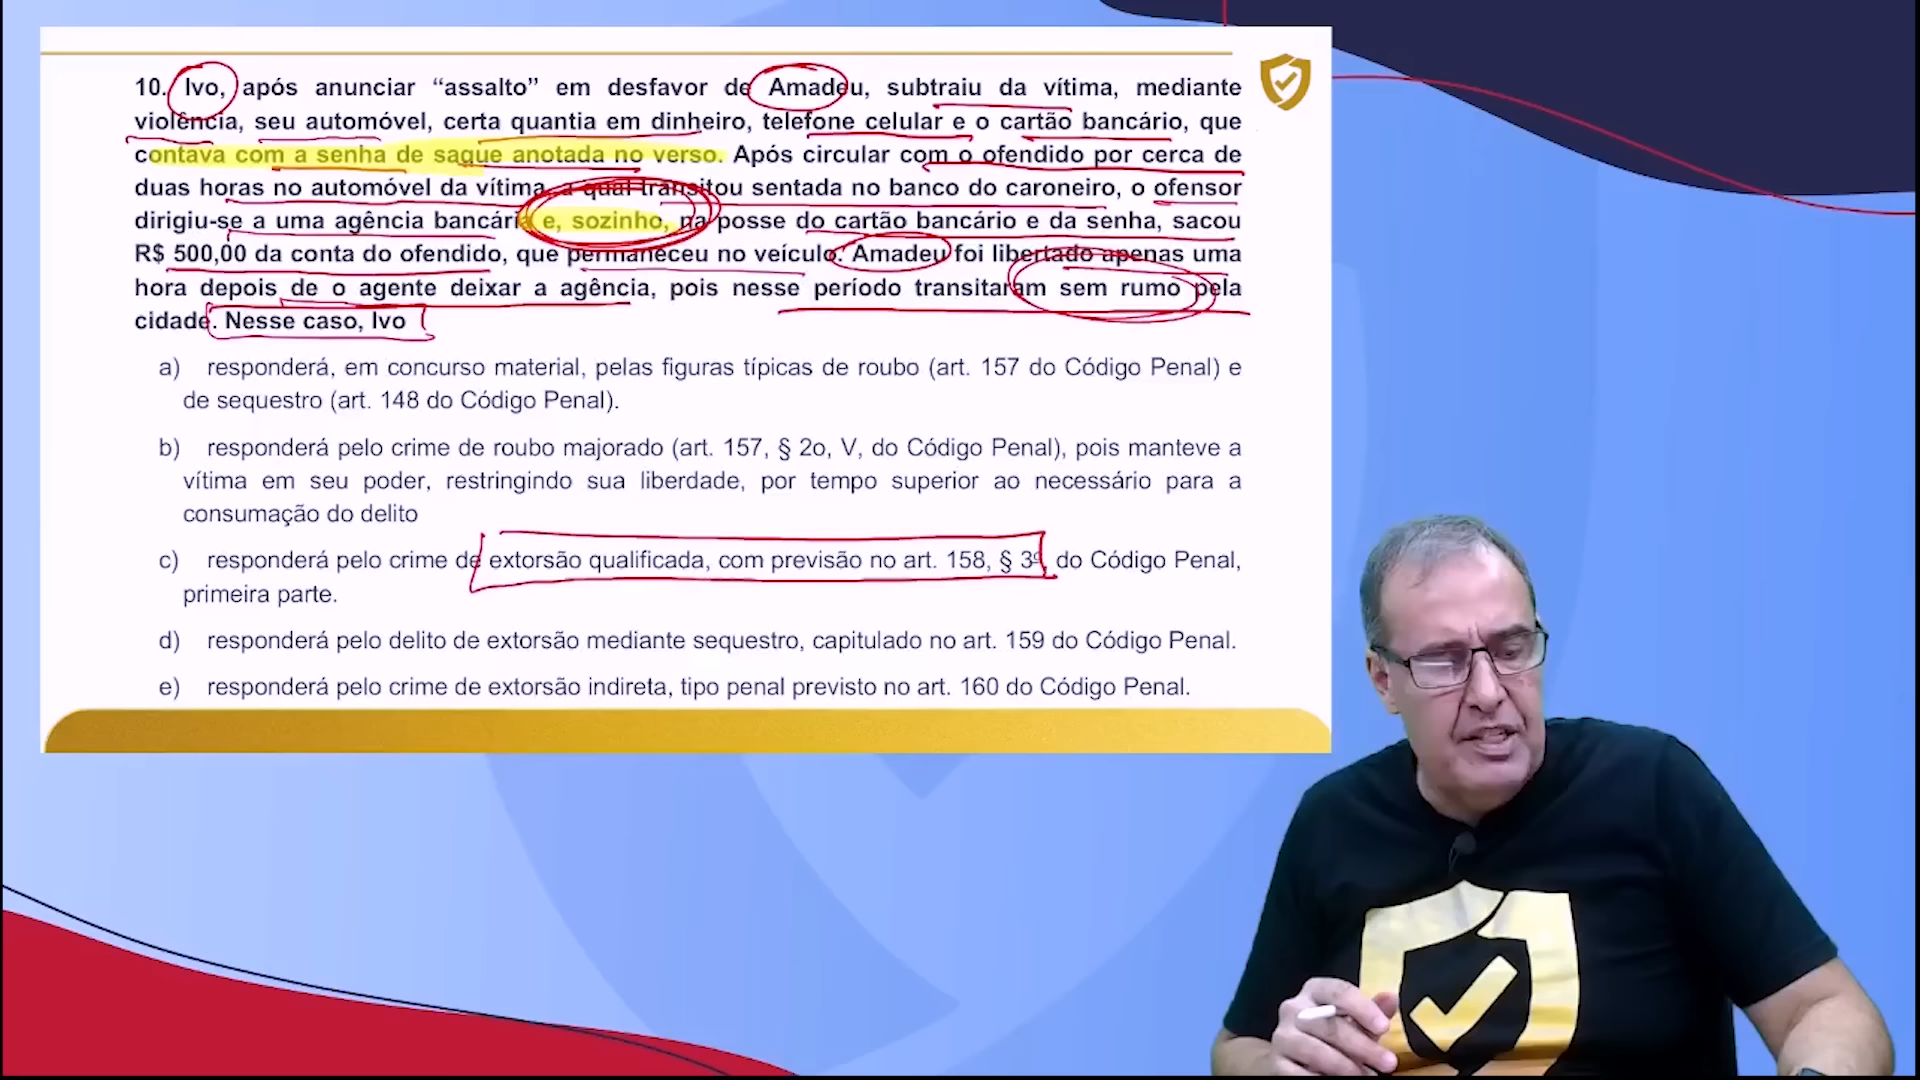 10. Ivo, após anunciar “assalto” em desfavor de Amadeu, subtraiu da vítima, mediante
violência, seu automóvel, certa quantia em dinheiro, telefone celular e o cartão bancário, que
contava com a senha de saque anotada no verso. Após circular com o ofendido por cerca de
duas horas no automóvel da vítima, a qual transitou sentada no banco do caroneiro, o ofensor
dirigiu-se a uma agência bancária e, sozinho, na posse do cartão bancário e da senha, sacou
R$ 500,00 da conta do ofendido, que permaneceu no veículo. Amadeu foi libertado apenas uma
hora depois de o agente deixar a agência, pois nesse período transitaram sem rumo pela
cidade. Nesse caso, Ivo
a) responderá, em concurso material, pelas figuras típicas de roubo (art. 157 do Código Penal) e
de sequestro (art. 148 do Código Penal).
b) responderá pelo crime de roubo majorado (art. 157, § 2o, V, do Código Penal), pois manteve a
vítima em seu poder, restringindo sua liberdade, por tempo superior ao necessário para a
consumação do delito
c) responderá pelo crime de extorsão qualificada, com previsão no art. 158, § 3º, do Código Penal,
primeira parte.
d) responderá pelo delito de extorsão mediante sequestro, capitulado no art. 159 do Código Penal.
e) responderá pelo crime de extorsão indireta, tipo penal previsto no art. 160 do Código Penal.